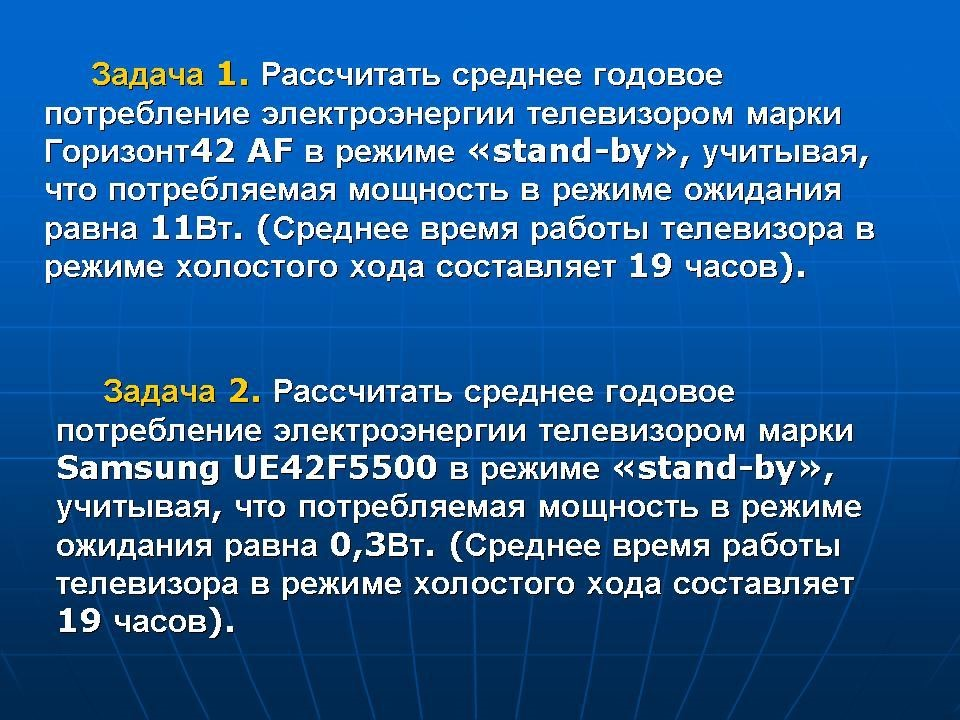 Задача 1. Рассчитать среднее годовое
потребление электроэнергии телевизором марки
Горизонт42 AF в режиме «stand-by», учитывая,
что потребляемая мощность в режиме ожидания
равна 11Вт. (Среднее время работы телевизора в
режиме холостого хода составляет 19 часов).
Задача 2. Рассчитать среднее годовое
потребление электроэнергии телевизором марки
Samsung UE42F5500 в режиме «stand-by»,
учитывая, что потребляемая мощность в режиме
ожидания равна 0,3Вт. (Среднее время работы
телевизора в режиме холостого хода составляет
19 часов).